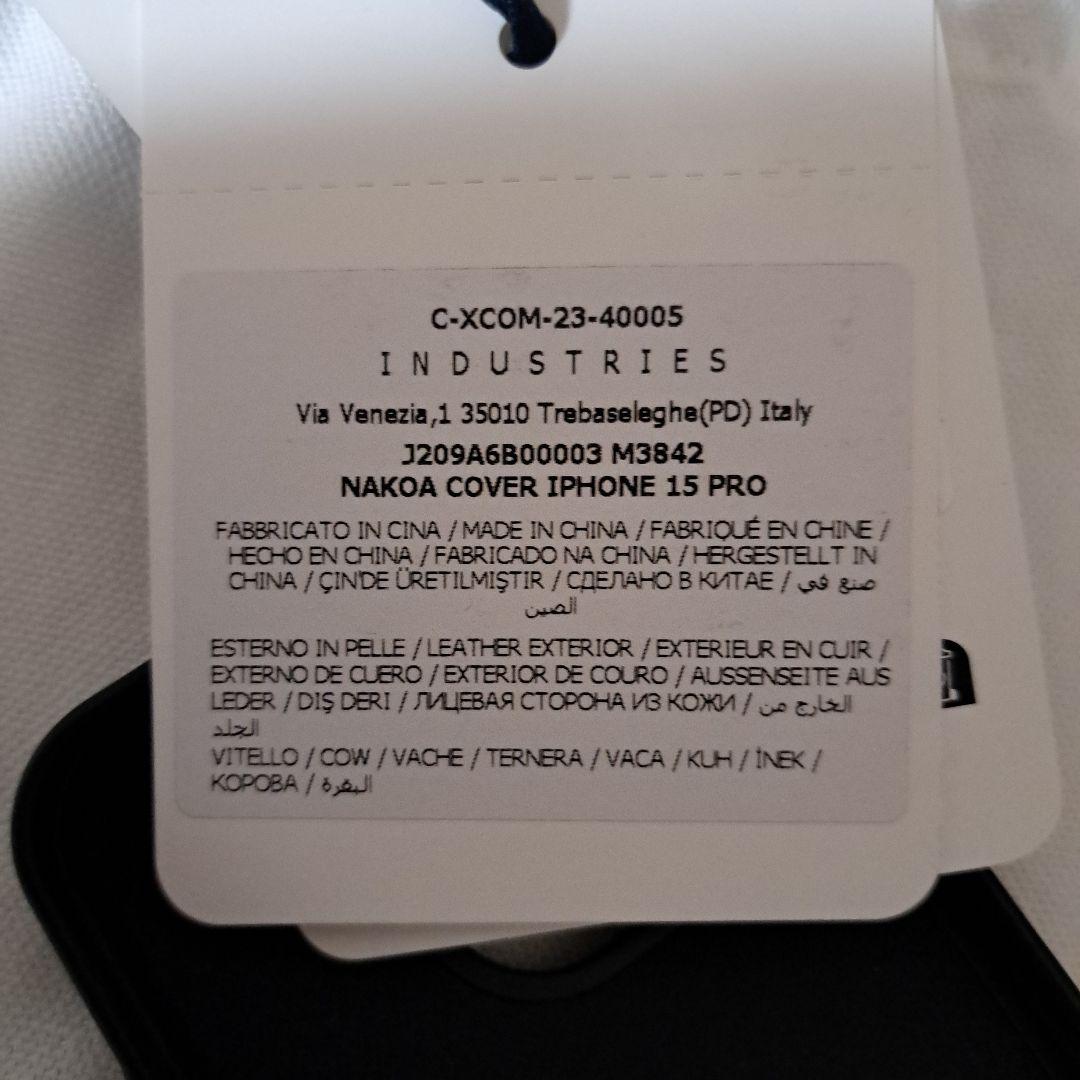 C-XCOM-23-40005
INDUSTRIES
Via Venezia,1 35010 Trebaseleghe(PD) Italy
J209A6B00003 M3842
NAKOA COVER IPHONE 15 PRO
FABBRICATO IN CINA / MADE IN CHINA / FABRIQUÉ EN CHINE /
HECHO EN CHINA / FABRICADO NA CHINA / HERGESTELLT IN
CHINA / ÇIN'DE ÜRETILMIŞTIR / СДЕЛАНО В КИТАЕ / صنع في
الصين
ESTERNO IN PELLE / LEATHER EXTERIOR / EXTERIEUR EN CUIR /
EXTERNO DE CUERO / EXTERIOR DE COURO / AUSSENSEITE AUS
LEDER / DIŞ DERI / ЛИЦЕВАЯ СТОРОНА ИЗ КОЖИ / الخارج من
الجلد
VITELLO / COW / VACHE / TERNERA / VACA / KUH / İNEK /
КОРОВА / البقرة